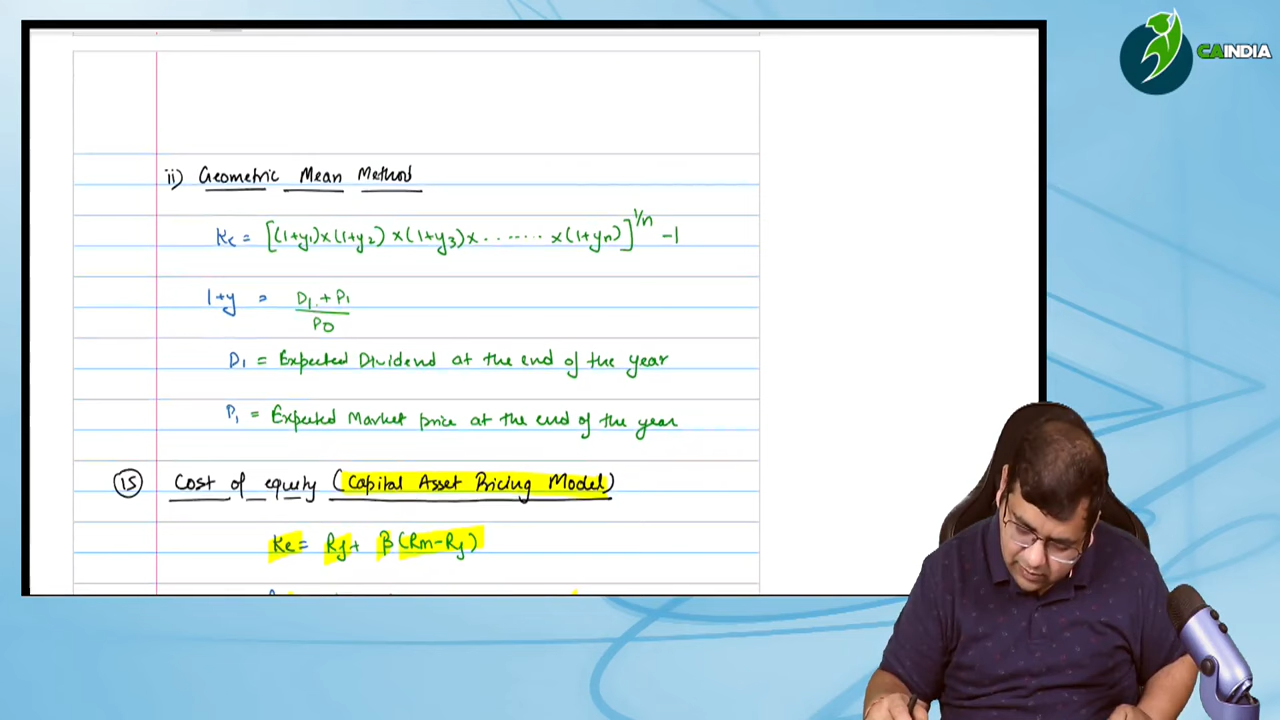 CAINDIA
ii) Geometric Mean Method
Ke = [(1+y1)×(1+y2)×(1+y3)×........×(1+yn)]^1/n -1
1+y = D1 + P1 / P0
D1 = Expected Dividend at the end of the year
P1 = Expected Market price at the end of the year
15 Cost of equity (Capital Asset Pricing Model)
Ke = Rf + β(Rm-Rf)